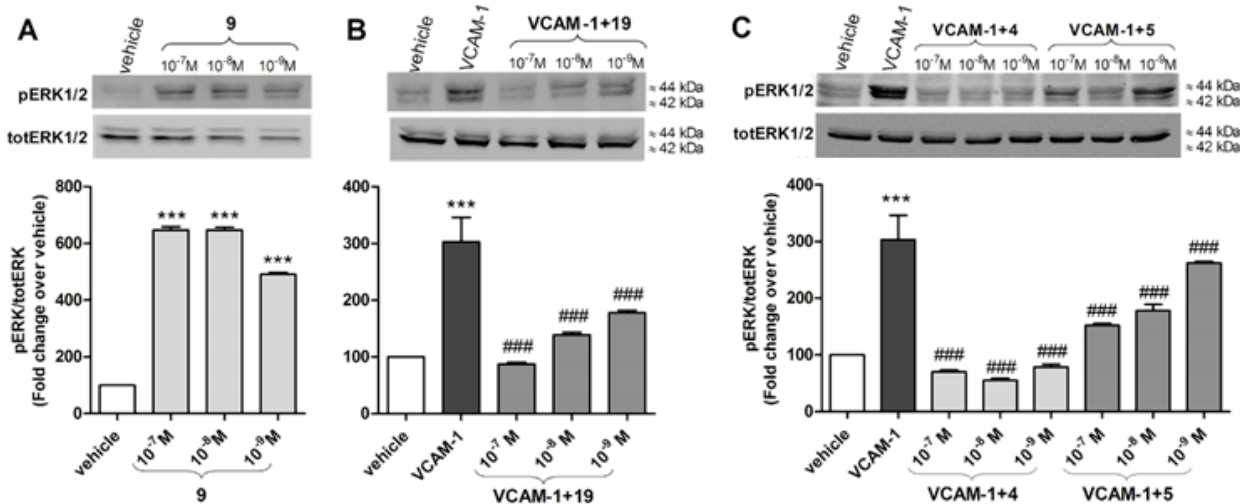 A
vehicle
9
10⁻⁷M 10⁻⁸M 10⁻⁹M
pERK1/2
totERK1/2
pERK/totERK
(Fold change over vehicle)
800
600
400
200
0
***
***
***
vehicle
10⁻⁷ M
10⁻⁸ M
10⁻⁹ M
9
B
vehicle
VCAM-1
VCAM-1+19
10⁻⁷M 10⁻⁸M 10⁻⁹M
≈ 44 kDa
≈ 42 kDa
≈ 44 kDa
≈ 42 kDa
400
300
200
100
0
***
###
###
###
vehicle
VCAM-1
10⁻⁷ M
10⁻⁸ M
10⁻⁹ M
VCAM-1+19
C
vehicle
VCAM-1
VCAM-1+4
VCAM-1+5
10⁻⁷M 10⁻⁸M 10⁻⁹M 10⁻⁷M 10⁻⁸M 10⁻⁹M
pERK1/2
≈ 44 kDa
≈ 42 kDa
totERK1/2
≈ 44 kDa
≈ 42 kDa
pERK/totERK
(Fold change over vehicle)
400
300
200
100
0
***
###
###
###
###
###
###
vehicle
VCAM-1
10⁻⁷ M
10⁻⁸ M
10⁻⁹ M
10⁻⁷ M
10⁻⁸ M
10⁻⁹ M
VCAM-1+4
VCAM-1+5